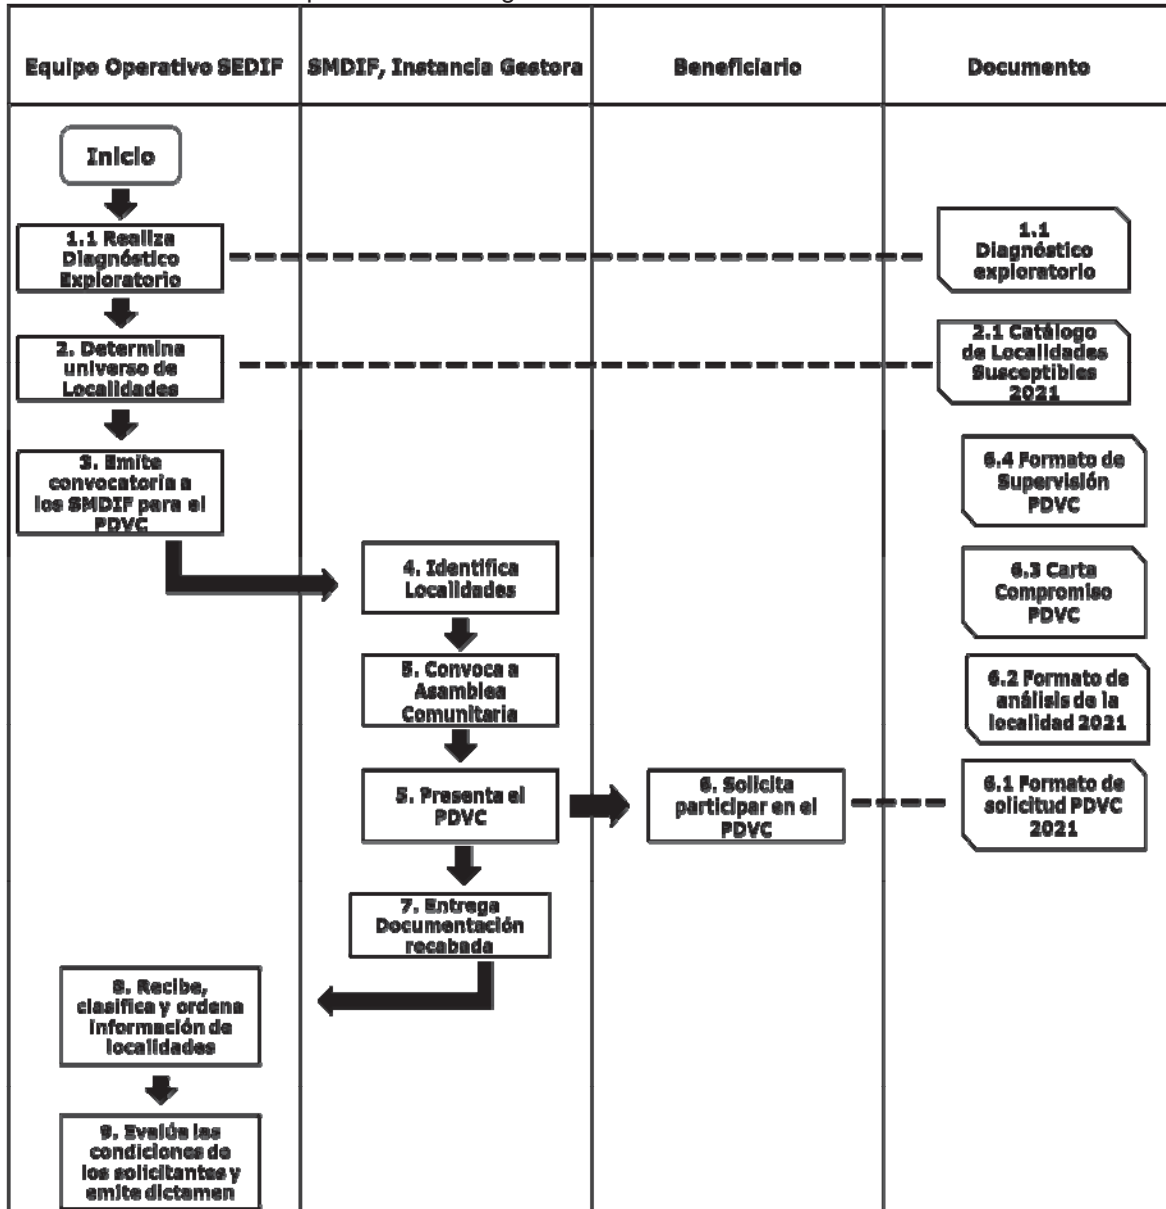 Equipo Operativo SEDIF
SMDIF, Instancia Gestora
Beneficiario
Documento
Inicio
1.1 Realiza
Diagnóstico
Exploratorio
1.1
Diagnóstico
exploratorio
2. Determina
universo de
Localidades
2.1 Catálogo
de Localidades
Susceptibles
2021
3. Emite
convocatoria a
los SMDIF para el
PDVC
6.4 Formato de
Supervisión
PDVC
4. Identifica
Localidades
6.3 Carta
Compromiso
PDVC
5. Convoca a
Asamblea
Comunitaria
6.2 Formato de
análisis de la
localidad 2021
5. Presenta el
PDVC
6. Solicita
participar en el
PDVC
6.1 Formato de
solicitud PDVC
2021
7. Entrega
Documentación
recabada
8. Recibe,
clasifica y ordena
información de
localidades
9. Evalúa las
condiciones de
los solicitantes y
emite dictamen